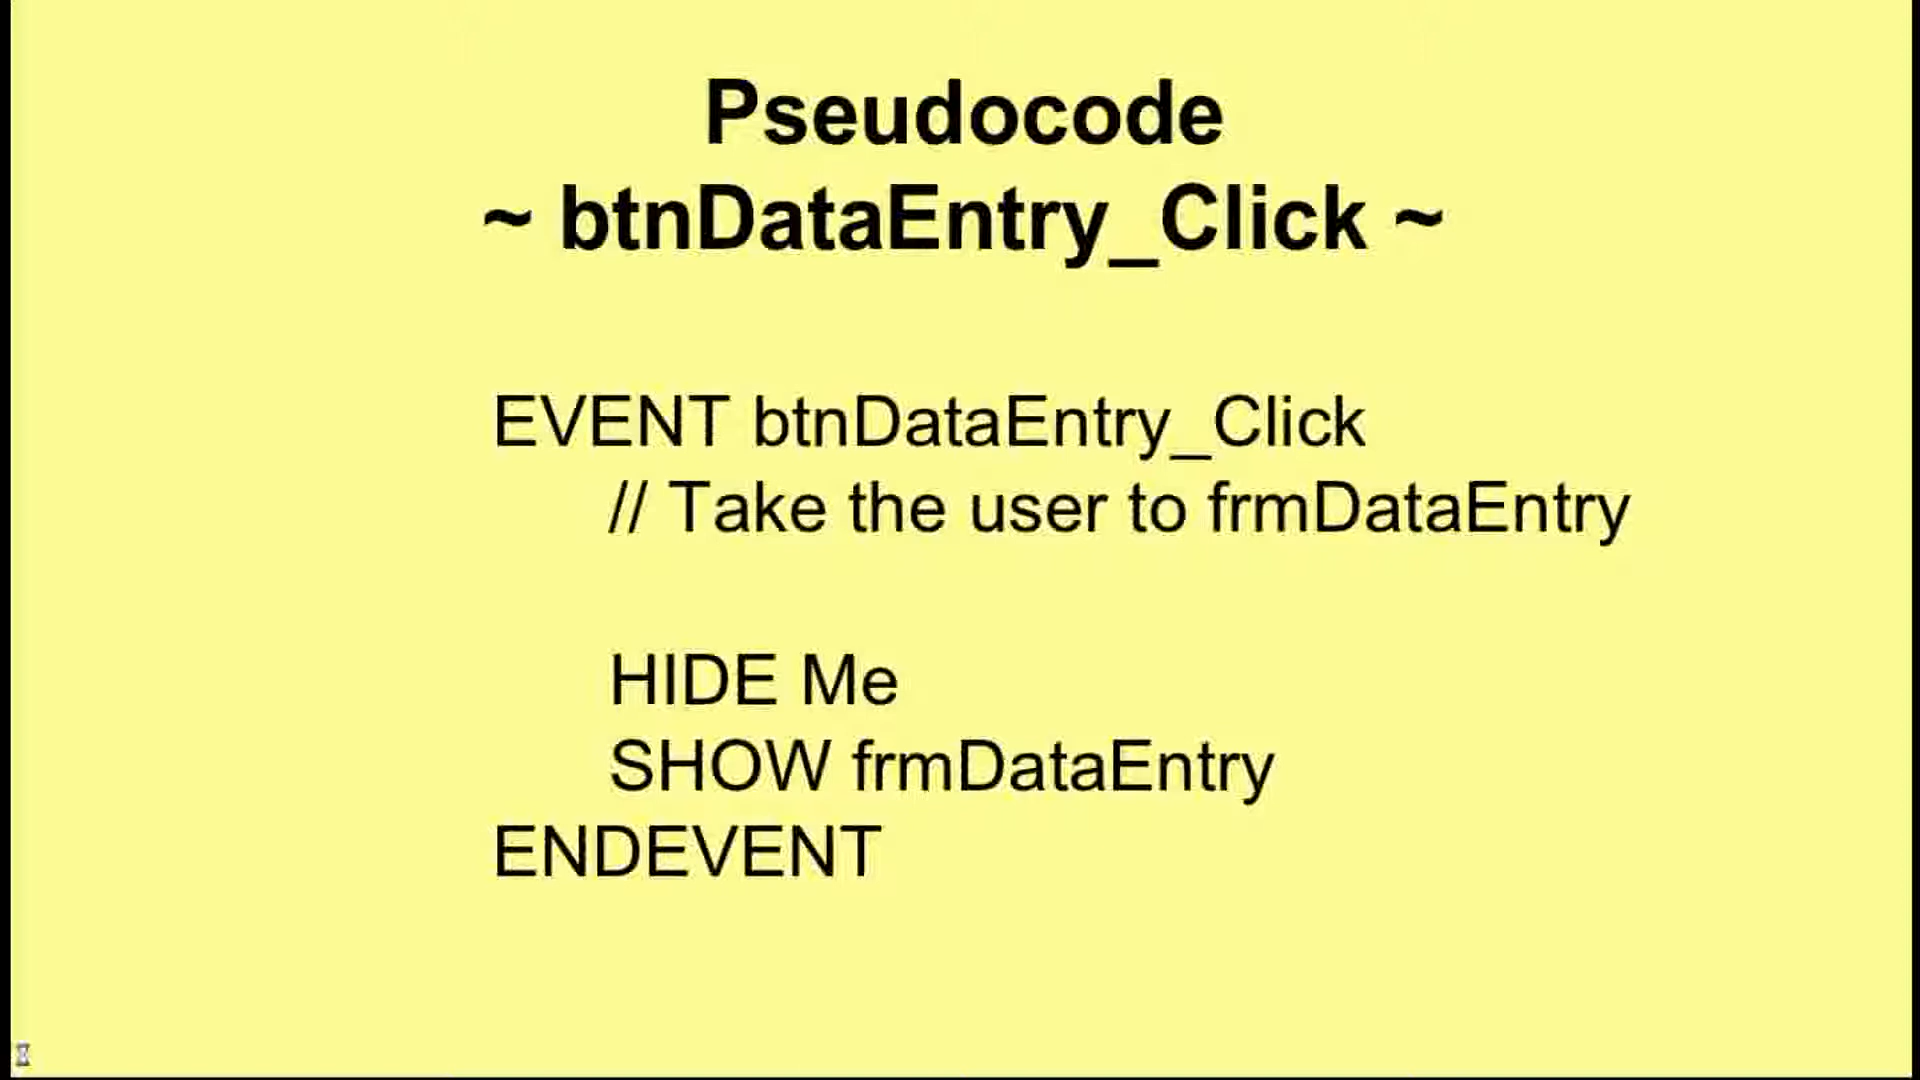 Pseudocode
~ btnDataEntry_Click ~
EVENT btnDataEntry_Click
// Take the user to frmDataEntry
HIDE Me
SHOW frmDataEntry
ENDEVENT